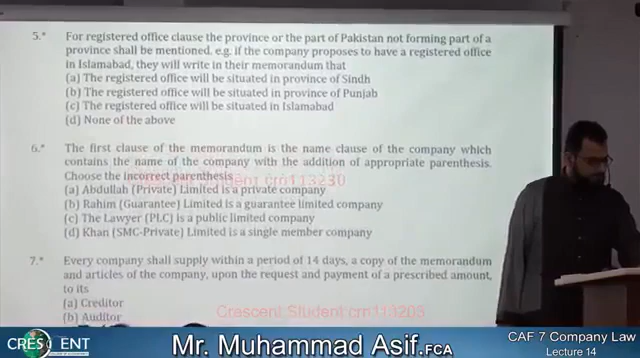 5.* For registered office clause the province or the part of Pakistan not forming part of a
province shall be mentioned. e.g. if the company proposes to have a registered office
in Islamabad, they will write in their memorandum that
(a) The registered office will be situated in province of Sindh
(b) The registered office will be situated in province of Punjab
(c) The registered office will be situated in Islamabad
(d) None of the above
6.* The first clause of the memorandum is the name clause of the company which
contains the name of the company with the addition of appropriate parenthesis.
Choose the incorrect parenthesis
Student crn113230
(a) Abdullah (Private) Limited is a private company
(b) Rahim (Guarantee) Limited is a guarantee limited company
(c) The Lawyer (PLC) is a public limited company
(d) Khan (SMC-Private) Limited is a single member company
7.* Every company shall supply within a period of 14 days, a copy of the memorandum
and articles of the company, upon the request and payment of a prescribed amount,
to its
(a) Creditor
Crescent Student crn113203
(b) Auditor
CRESCENT
Mr. Muhammad Asif.FCA
CAF 7 Company Law
Lecture 14